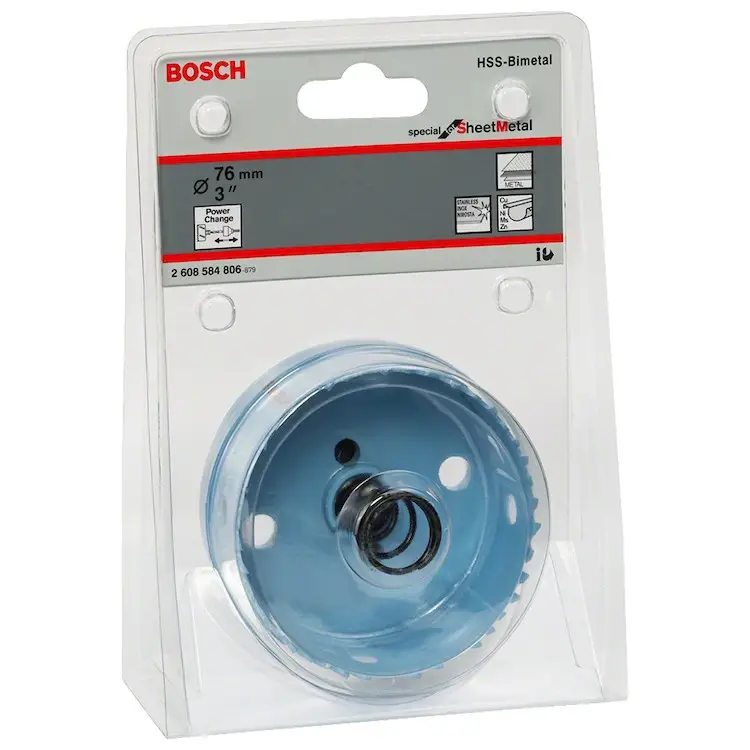 BOSCH
HSS-Bimetal
special for SheetMetal
Ø 76 mm
3"
METAL
Power
Change
STAINLESS
INOX
NIROSTA
Cu
Ni
Ms
Zn
2 608 584 806-879